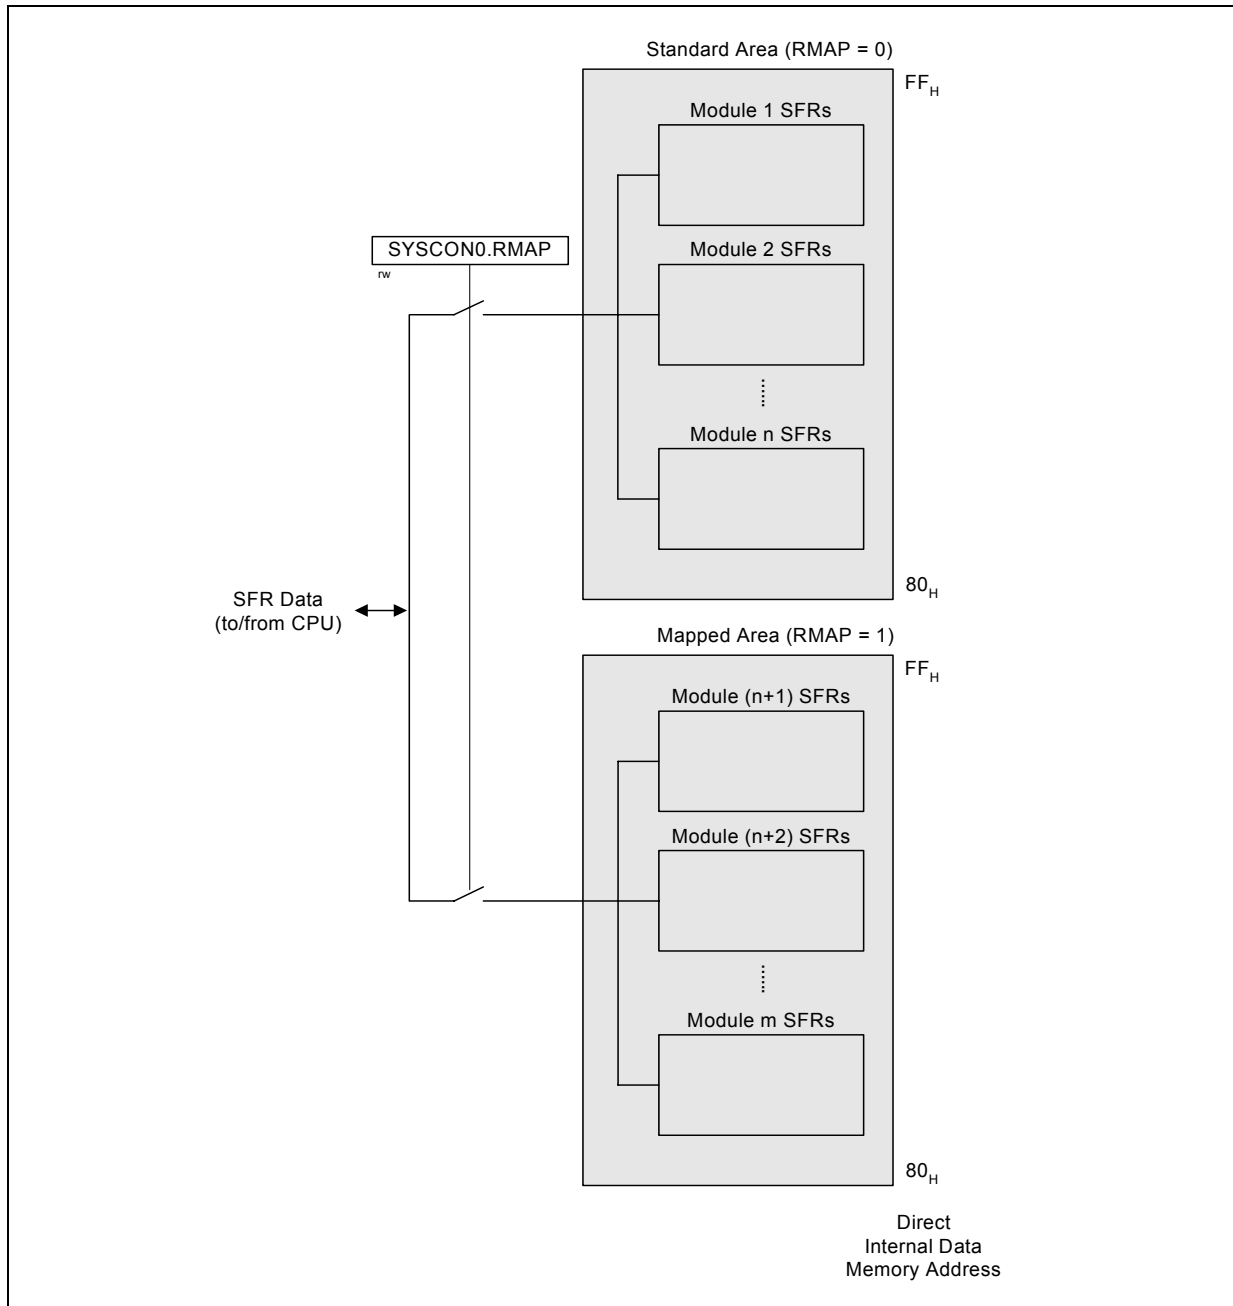 Standard Area (RMAP = 0)
FFH
Module 1 SFRs
SYSCON0.RMAP
rw
Module 2 SFRs
Module n SFRs
80H
SFR Data
(to/from CPU)
Mapped Area (RMAP = 1)
FFH
Module (n+1) SFRs
Module (n+2) SFRs
Module m SFRs
80H
Direct
Internal Data
Memory Address